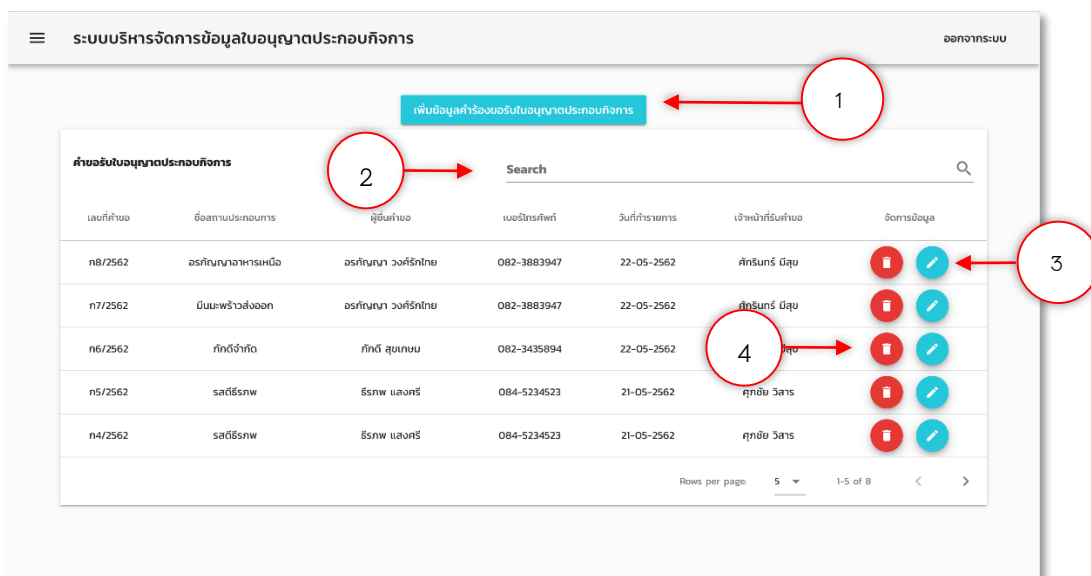 ระบบบริหารจัดการข้อมูลใบอนุญาตประกอบกิจการ ออกจากระบบ
เพิ่มข้อมูลคำร้องขอรับใบอนุญาตประกอบกิจการ 1
คำขอรับใบอนุญาตประกอบกิจการ 2 Search
เลขที่คำขอ ชื่อสถานประกอบการ ผู้ยื่นคำขอ เบอร์โทรศัพท์ วันที่ทำรายการ เจ้าหน้าที่รับคำขอ จัดการข้อมูล
ก8/2562 อรกัญญาอาหารเหนือ อรกัญญา วงศ์รักไทย 082-3883947 22-05-2562 ศักรินทร์ มีสุข 3
ก7/2562 มีนมะพร้าวส่งออก อรกัญญา วงศ์รักไทย 082-3883947 22-05-2562 ศักรินทร์ มีสุข
ก6/2562 ภักดีจำกัด ภักดี สุขเกษม 082-3435894 22-05-2562 4
ก5/2562 รสดีธีรภพ ธีรภพ แสงศรี 084-5234523 21-05-2562 ศุภชัย วิสาร
ก4/2562 รสดีธีรภพ ธีรภพ แสงศรี 084-5234523 21-05-2562 ศุภชัย วิสาร
Rows per page: 5 1-5 of 8